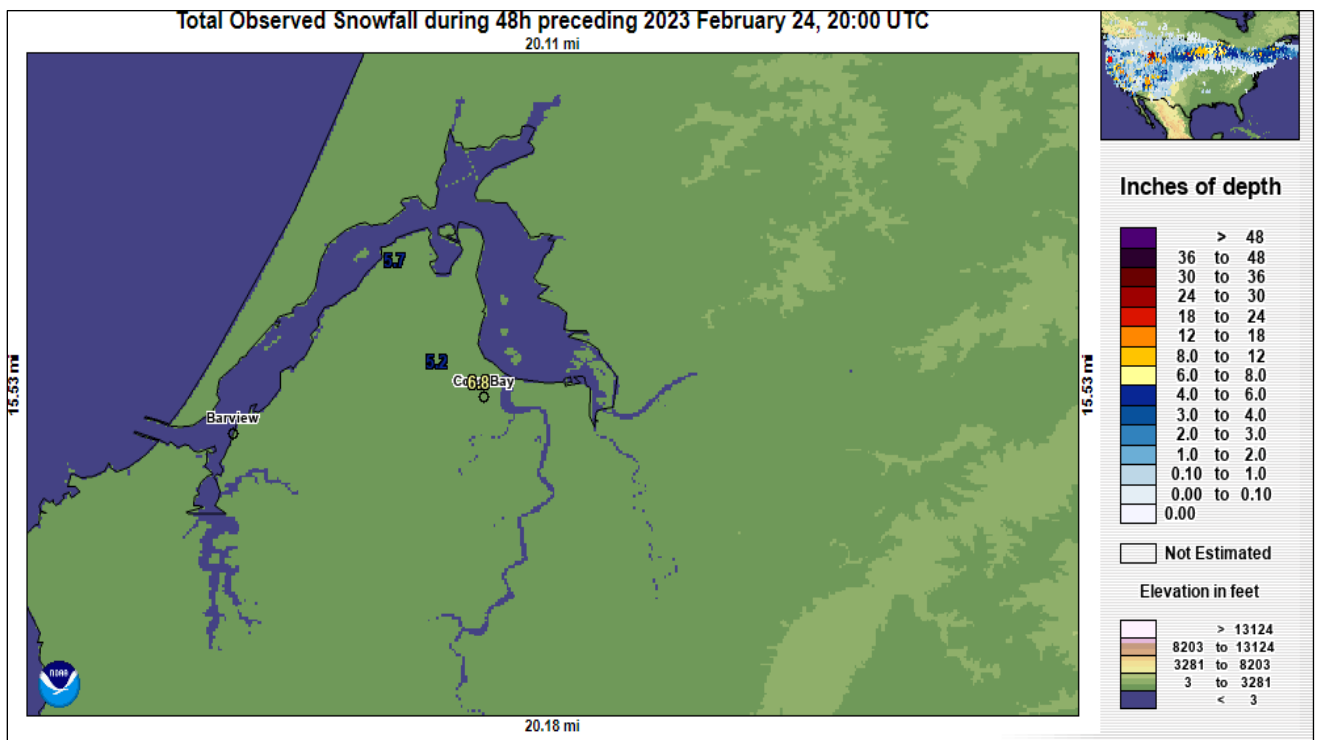 Total Observed Snowfall during 48h preceding 2023 February 24, 20:00 UTC
20.11 mi
15.53 mi
5.7
5.2
6.8
Bay
Barview
15.53 mi
20.18 mi
NOAA
Inches of depth
> 48
36 to 48
30 to 36
24 to 30
18 to 24
12 to 18
8.0 to 12
6.0 to 8.0
4.0 to 6.0
3.0 to 4.0
2.0 to 3.0
1.0 to 2.0
0.10 to 1.0
0.00 to 0.10
0.00
Not Estimated
Elevation in feet
> 13124
8203 to 13124
3281 to 8203
3 to 3281
< 3